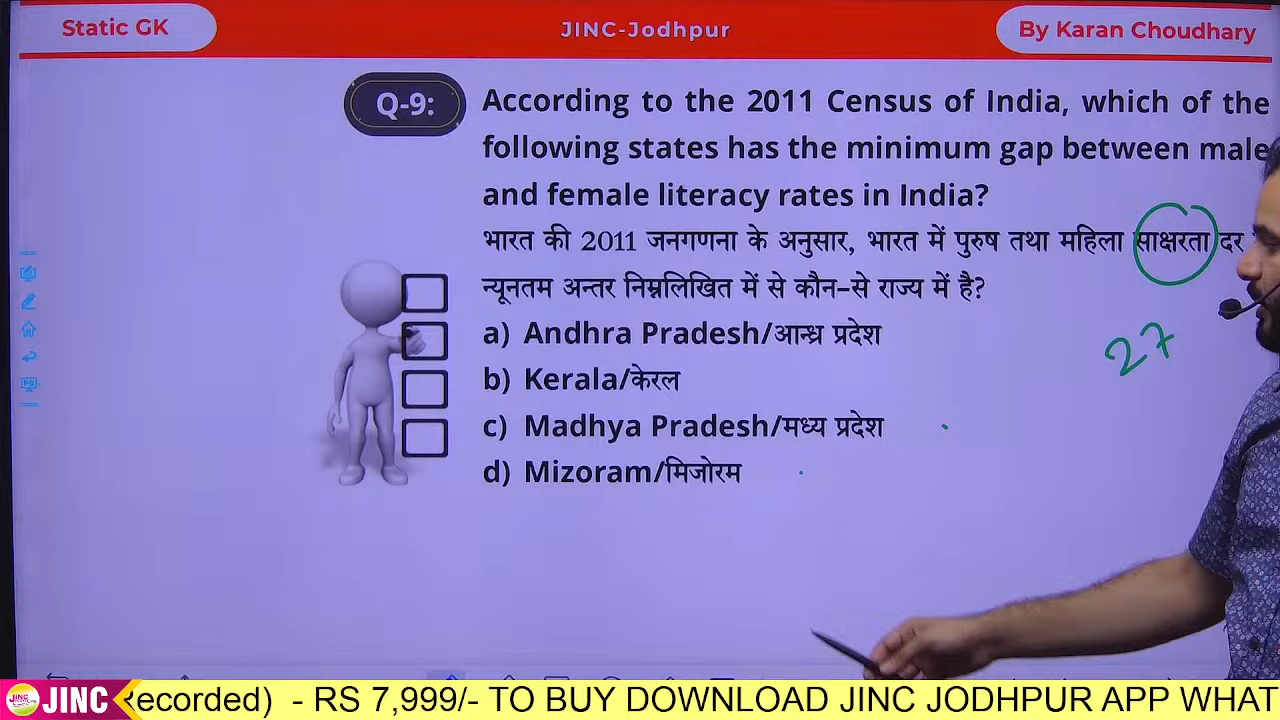 Static GK
JINC-Jodhpur
By Karan Choudhary
Q-9:
According to the 2011 Census of India, which of the
following states has the minimum gap between male
and female literacy rates in India?
भारत की 2011 जनगणना के अनुसार, भारत में पुरुष तथा महिला साक्षरता दर
न्यूनतम अन्तर निम्नलिखित में से कौन-से राज्य में है?
a) Andhra Pradesh/आन्ध्र प्रदेश
b) Kerala/केरल
c) Madhya Pradesh/मध्य प्रदेश
d) Mizoram/मिजोरम
27
JINC
ecorded) - RS 7,999/- TO BUY DOWNLOAD JINC JODHPUR APP WHAT